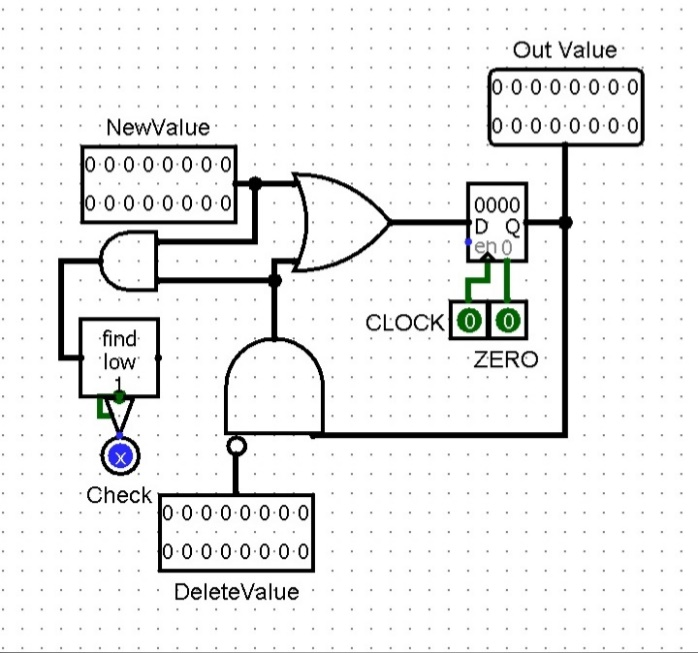 Out Value
0 0 0 0 0 0 0 0
0 0 0 0 0 0 0 0
NewValue
0 0 0 0 0 0 0 0
0 0 0 0 0 0 0 0
0000
D Q
en 0
CLOCK 0 0
ZERO
find
low
1
x
Check
0 0 0 0 0 0 0 0
0 0 0 0 0 0 0 0
DeleteValue